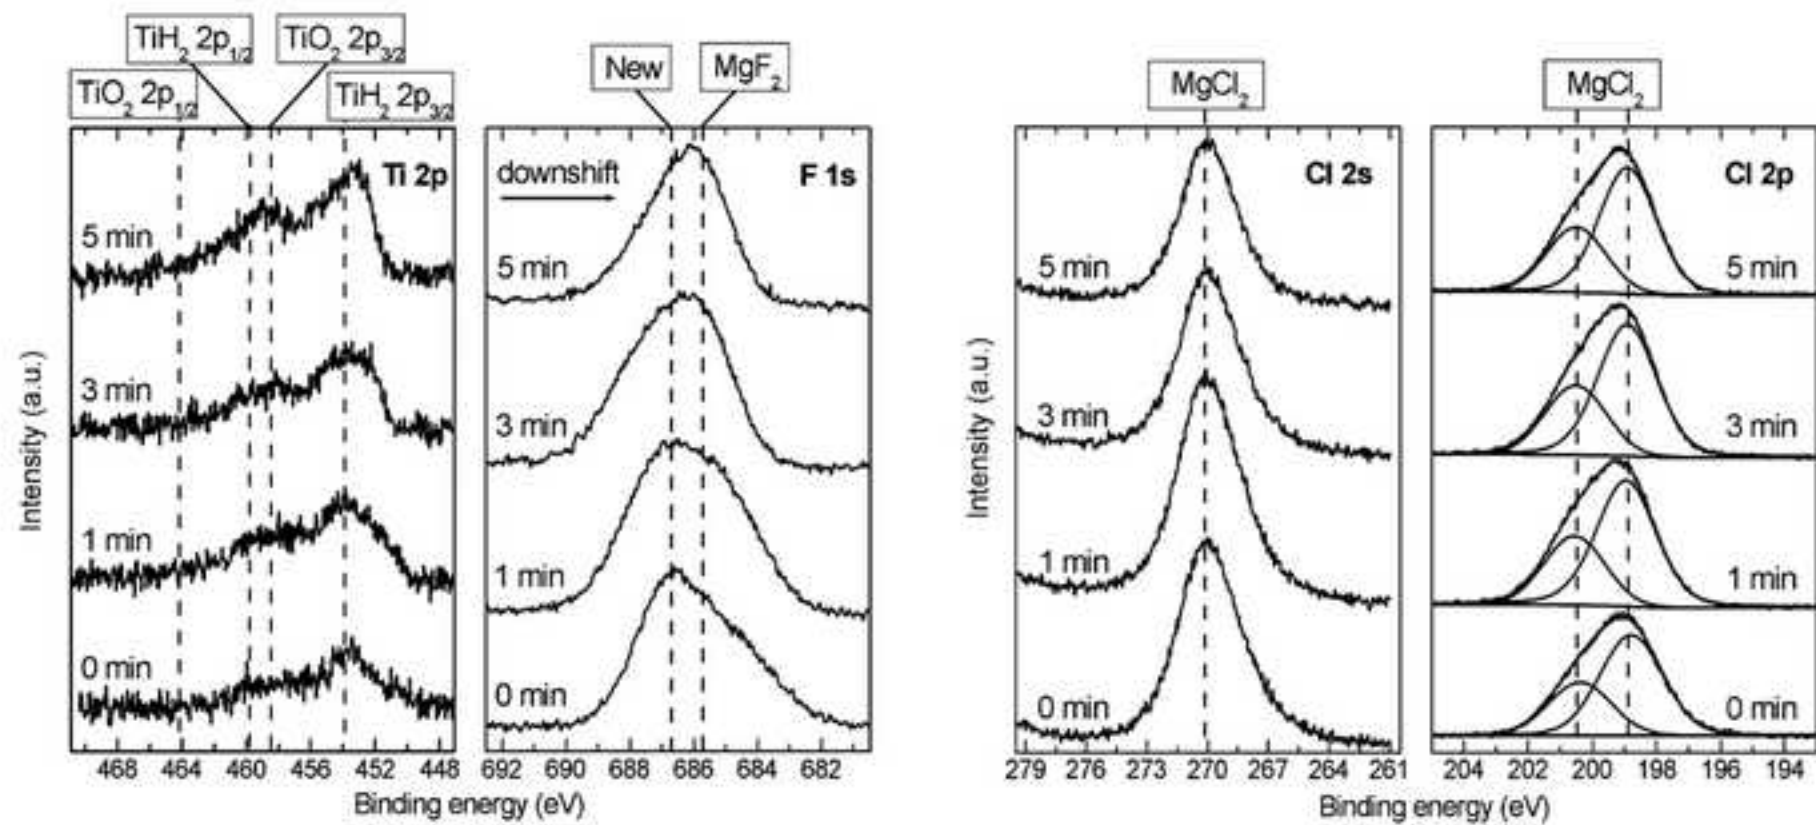 TiH₂ 2p₁/₂
TiO₂ 2p₃/₂
TiO₂ 2p₁/₂
TiH₂ 2p₃/₂
New
MgF₂
MgCl₂
MgCl₂
Ti 2p
5 min
3 min
1 min
0 min
downshift
F 1s
5 min
3 min
1 min
0 min
Cl 2s
5 min
3 min
1 min
0 min
Cl 2p
5 min
3 min
1 min
0 min
Intensity (a.u.)
Intensity (a.u.)
468 464 460 456 452 448
692 690 688 686 684 682
279 276 273 270 267 264 261
204 202 200 198 196 194
Binding energy (eV)
Binding energy (eV)